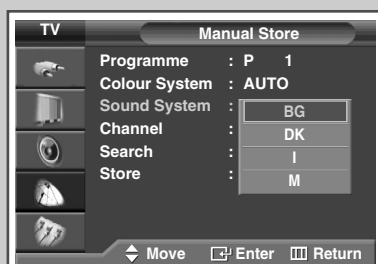 TV
Manual Store
Programme : P 1
Colour System : AUTO
Sound System :
BG
Channel :
DK
Search :
I
Store :
M
Move Enter Return